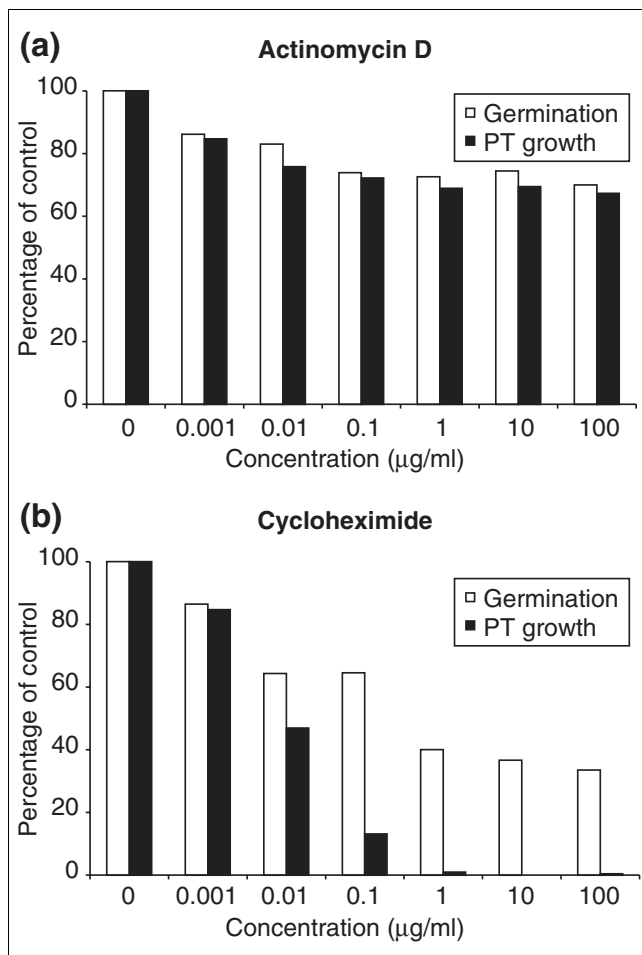 (a)
Actinomycin D
100
80
60
40
20
0
Percentage of control
Germination
PT growth
0 0.001 0.01 0.1 1 10 100
Concentration (μg/ml)
(b)
Cycloheximide
100
80
60
40
20
0
Percentage of control
Germination
PT growth
0 0.001 0.01 0.1 1 10 100
Concentration (μg/ml)